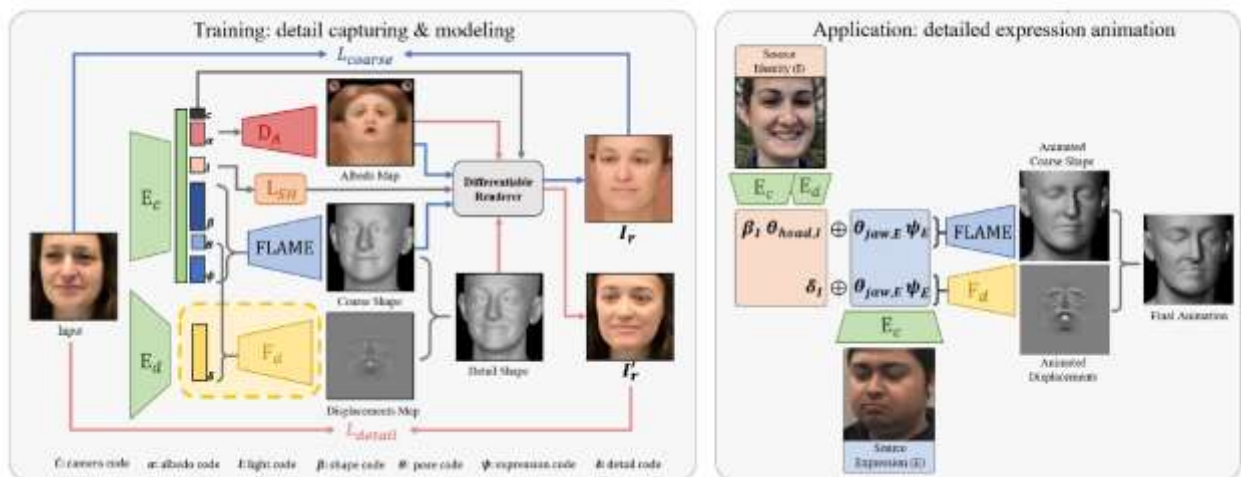 Training: detail capturing & modeling
L_coarse
c
α
D_A
l
Albedo Map
L_SH
Differentiable
Renderer
E_c
β
θ
FLAME
ψ
I_r
Coarse Shape
Input
E_d
δ
F_d
Detail Shape
I'_r
Displacements Map
L_detail
c: camera code α: albedo code l: light code β: shape code θ: pose code ψ: expression code δ: detail code
Application: detailed expression animation
Source
Identity (I)
Animated
Coarse Shape
E_c E_d
β_I θ_head,I ⊕ θ_jaw,E ψ_E FLAME
δ_I ⊕ θ_jaw,E ψ_E F_d
Final Animation
E_c
Animated
Displacements
Source
Expression (E)